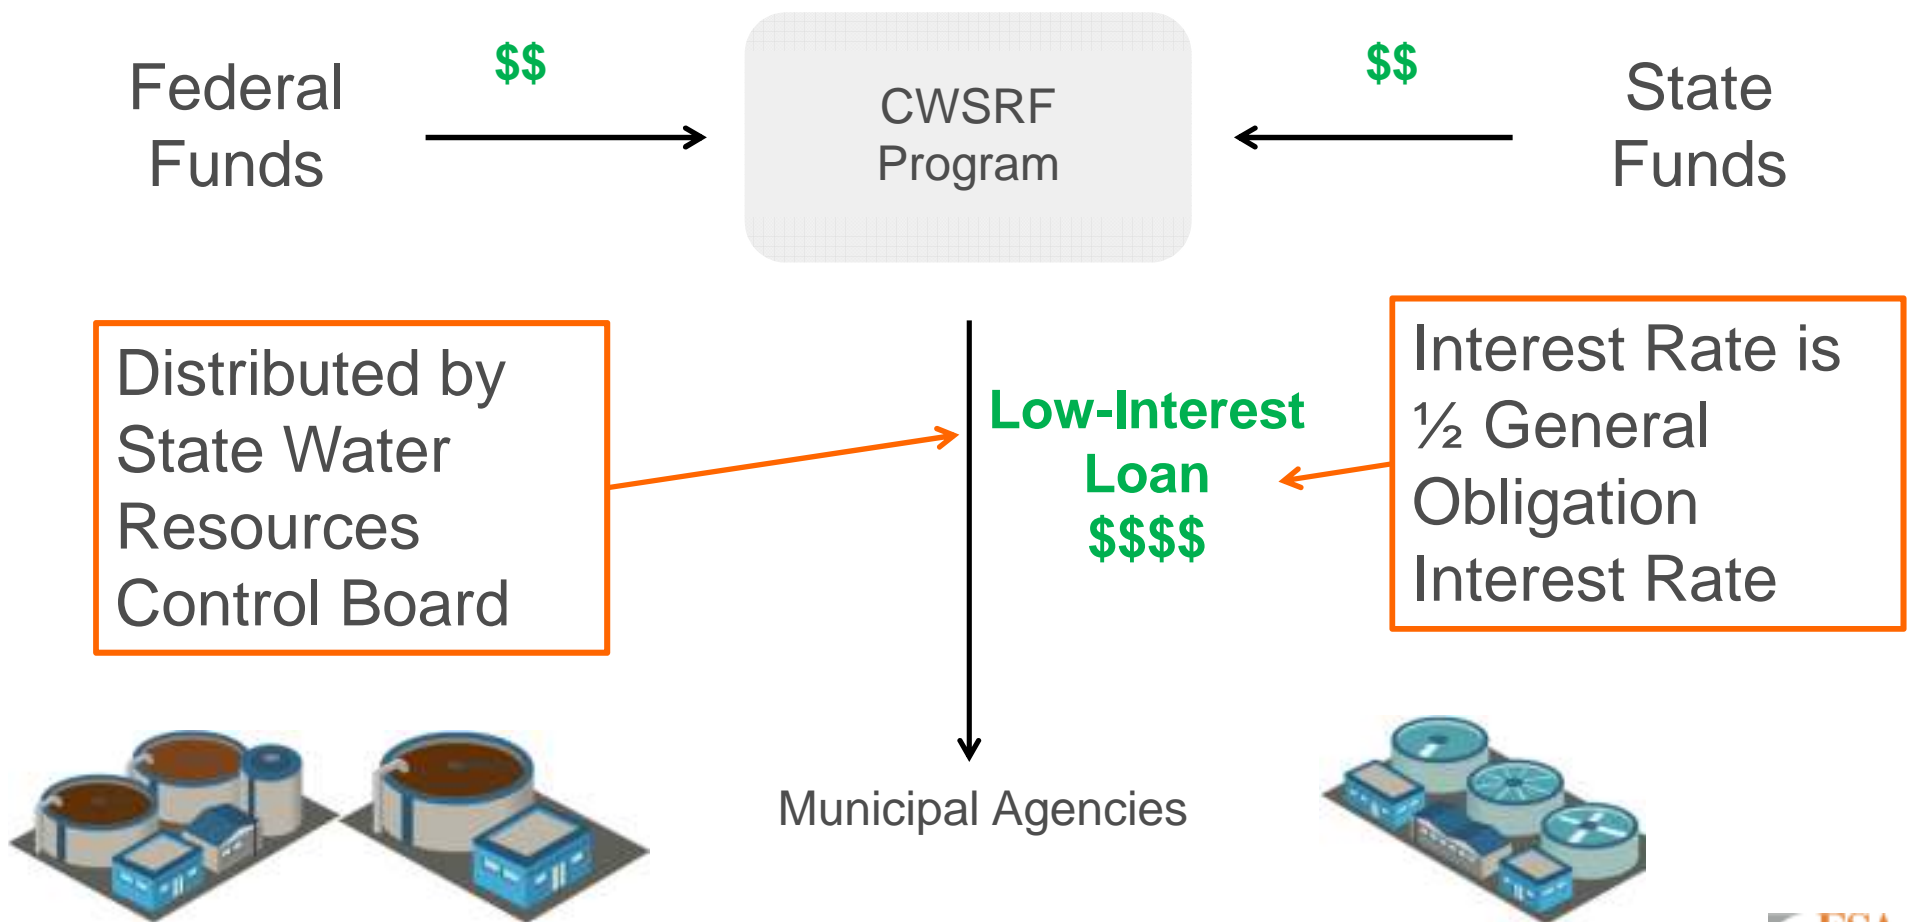 Federal
Funds
$$
CWSRF
Program
$$
State
Funds
Distributed by
State Water
Resources
Control Board
Low-Interest
Loan
$$$$
Interest Rate is
½ General
Obligation
Interest Rate
Municipal Agencies